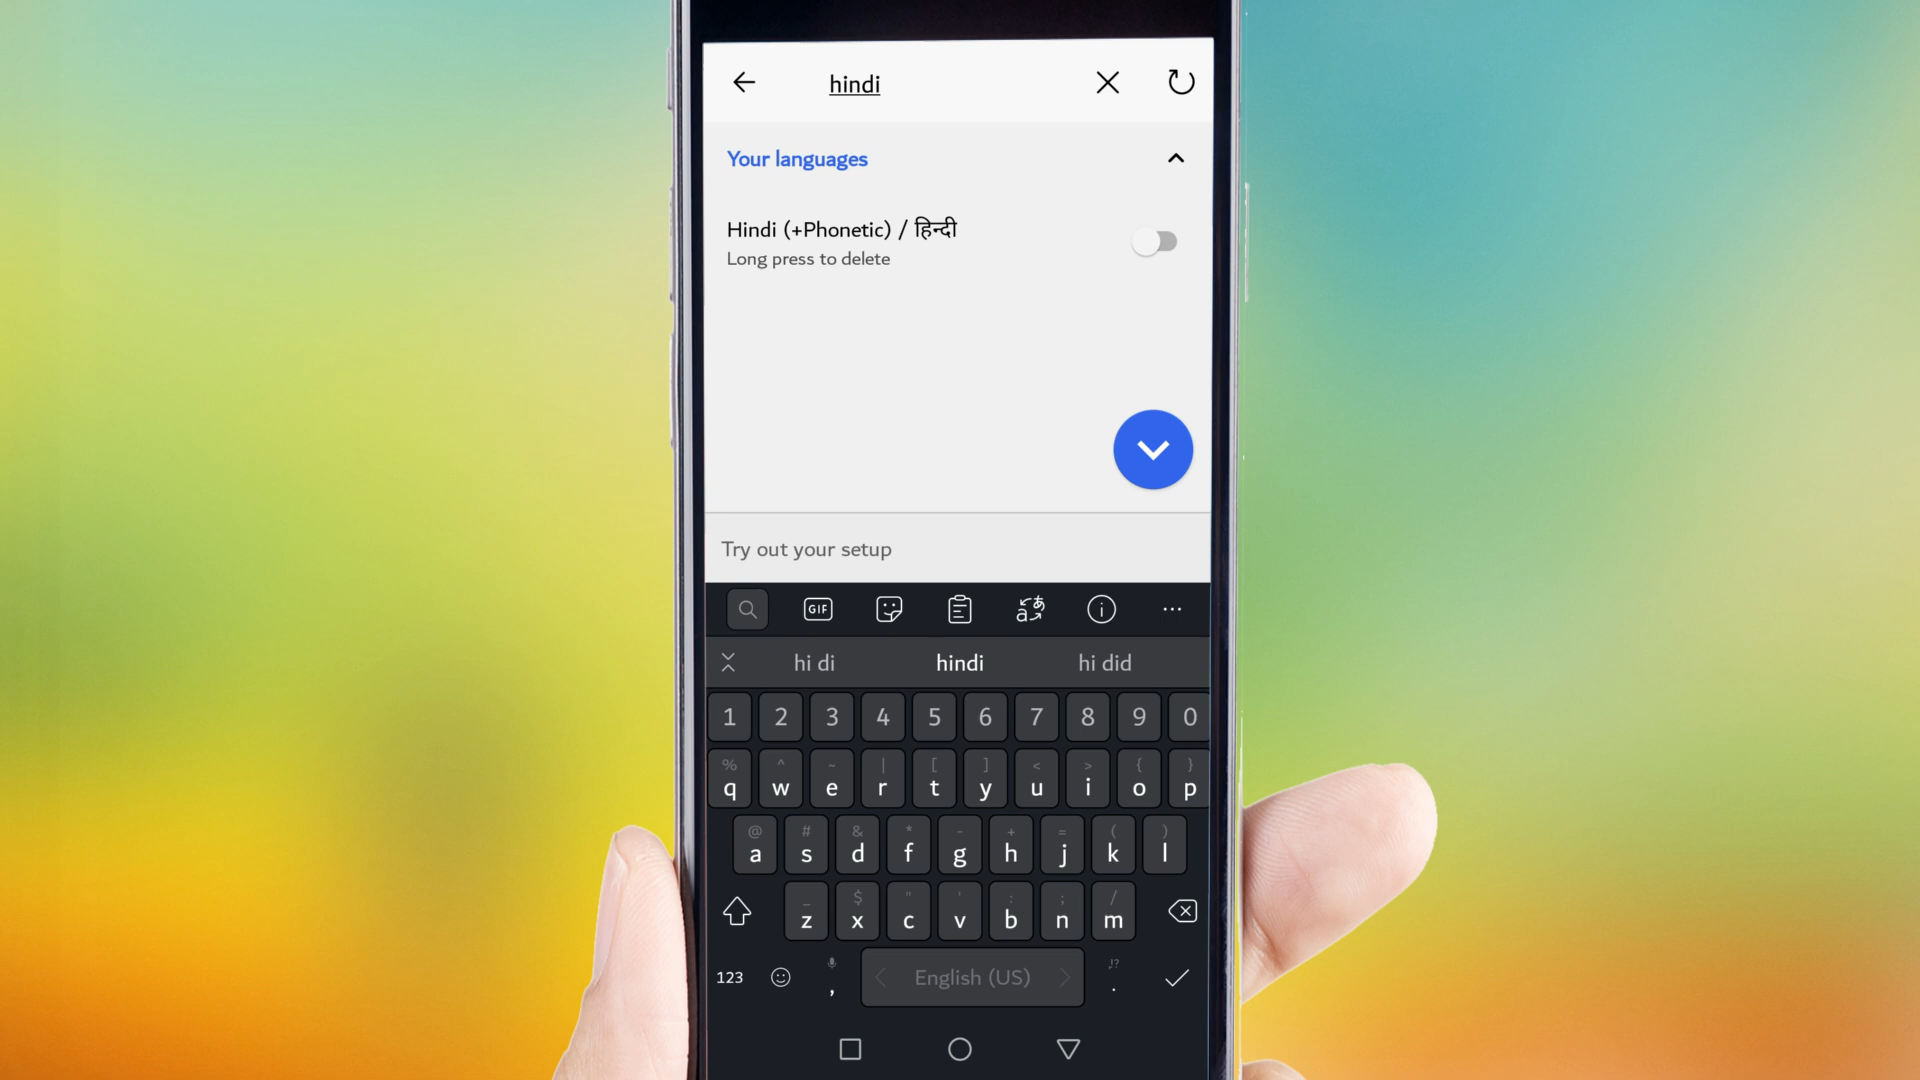 hindi
Your languages
Hindi (+Phonetic) / हिन्दी
Long press to delete
Try out your setup
GIF
hi di hindi hi did
1 2 3 4 5 6 7 8 9 0
% ^ ~ | [ ] < > { }
q w e r t y u i o p
@ # & * - + = ( )
a s d f g h j k l
_ $ " ' : ; /
z x c v b n m
123 , English (US) ,!? .